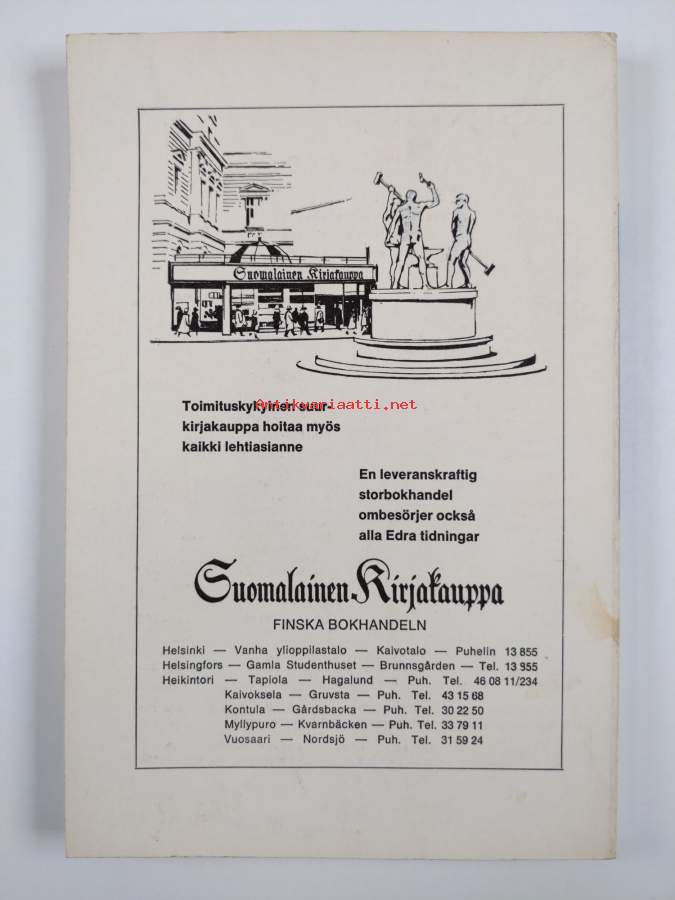 Suomalainen Kirjakauppa
Toimituskykyinen suur-
Antikvariaatti.net
kirjakauppa hoitaa myös
kaikki lehtiasianne
En leveranskraftig
storbokhandel
ombesörjer också
alla Edra tidningar
Suomalainen Kirjakauppa
FINSKA BOKHANDELN
Helsinki — Vanha ylioppilastalo — Kaivotalo — Puhelin 13 855
Helsingfors — Gamla Studenthuset — Brunnsgården — Tel. 13 855
Heikintori — Tapiola — Hagalund — Puh. Tel. 46 08 11/234
Kaivoksela — Gruvsta — Puh. Tel. 43 15 68
Kontula — Gårdsbacka — Puh. Tel. 30 22 50
Myllypuro — Kvarnbäcken — Puh. Tel. 33 79 11
Vuosaari — Nordsjö — Puh. Tel. 31 59 24